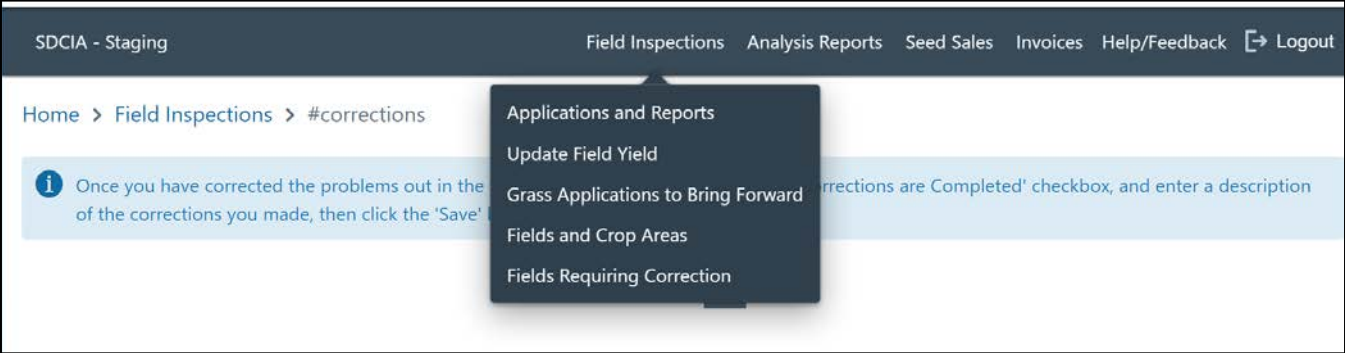 SDCIA - Staging Field Inspections Analysis Reports Seed Sales Invoices Help/Feedback Logout
Home > Field Inspections > #corrections
Applications and Reports
Update Field Yield
Grass Applications to Bring Forward
Fields and Crop Areas
Fields Requiring Correction
Once you have corrected the problems out in the rrections are Completed' checkbox, and enter a description
of the corrections you made, then click the 'Save'